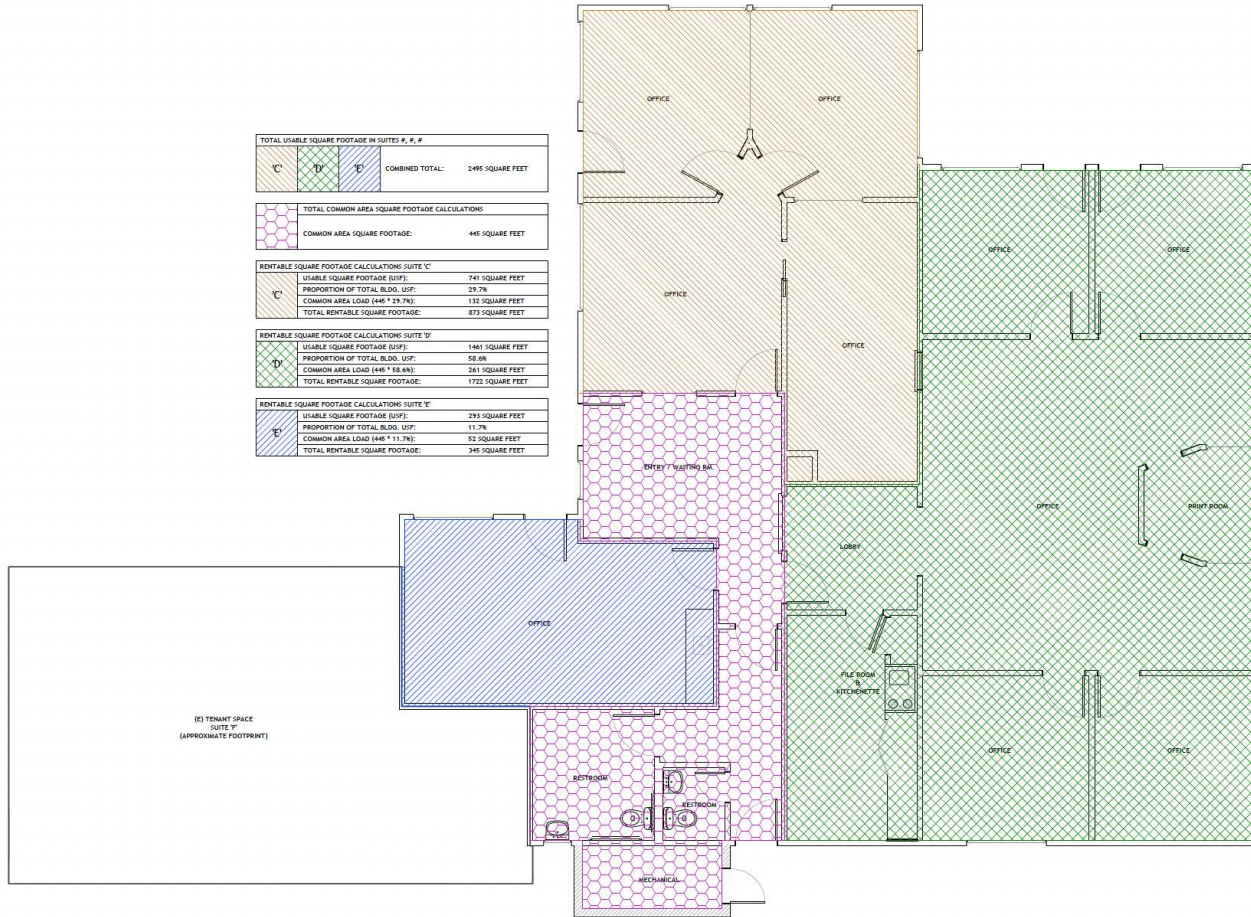 TOTAL USABLE SQUARE FOOTAGE IN SUITES #, #, #
'C' 'D' 'E' COMBINED TOTAL: 2495 SQUARE FEET
TOTAL COMMON AREA SQUARE FOOTAGE CALCULATIONS
COMMON AREA SQUARE FOOTAGE: 445 SQUARE FEET
RENTABLE SQUARE FOOTAGE CALCULATIONS SUITE 'C'
'C'
USABLE SQUARE FOOTAGE (USF): 741 SQUARE FEET
PROPORTION OF TOTAL BLDG. USF: 29.7%
COMMON AREA LOAD (445 * 29.7%): 132 SQUARE FEET
TOTAL RENTABLE SQUARE FOOTAGE: 873 SQUARE FEET
RENTABLE SQUARE FOOTAGE CALCULATIONS SUITE 'D'
'D'
USABLE SQUARE FOOTAGE (USF): 1461 SQUARE FEET
PROPORTION OF TOTAL BLDG. USF: 58.6%
COMMON AREA LOAD (445 * 58.6%): 261 SQUARE FEET
TOTAL RENTABLE SQUARE FOOTAGE: 1722 SQUARE FEET
RENTABLE SQUARE FOOTAGE CALCULATIONS SUITE 'E'
'E'
USABLE SQUARE FOOTAGE (USF): 293 SQUARE FEET
PROPORTION OF TOTAL BLDG. USF: 11.7%
COMMON AREA LOAD (445 * 11.7%): 52 SQUARE FEET
TOTAL RENTABLE SQUARE FOOTAGE: 345 SQUARE FEET
OFFICE
OFFICE
OFFICE
OFFICE
OFFICE
OFFICE
ENTRY / WAITING RM.
OFFICE
PRINT ROOM
LOBBY
OFFICE
FILE ROOM
&
KITCHENETTE
(E) TENANT SPACE
SUITE 'F'
(APPROXIMATE FOOTPRINT)
OFFICE
OFFICE
RESTROOM
RESTROOM
MECHANICAL